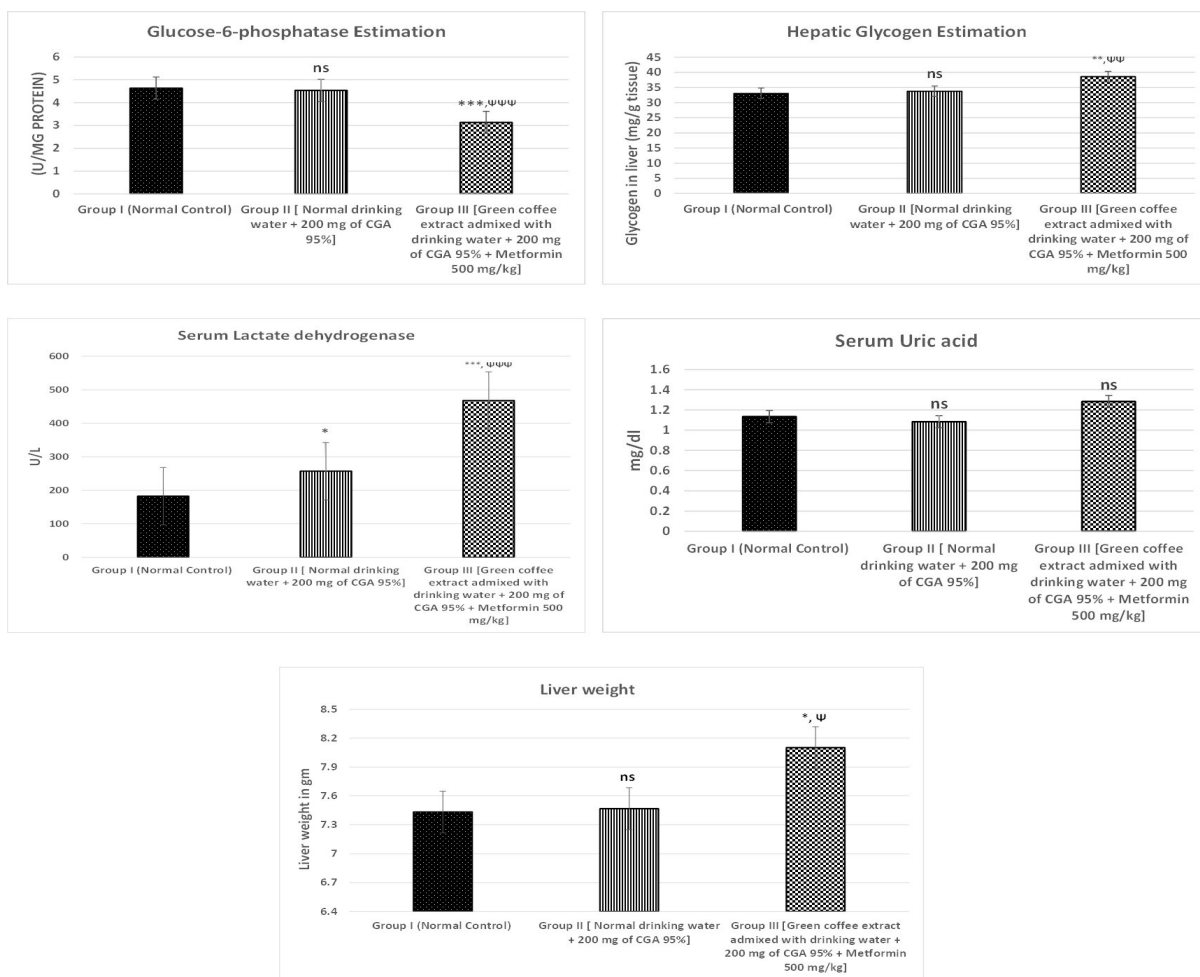 Glucose-6-phosphatase Estimation
(U/MG PROTEIN)
6
5
4
3
2
1
0
ns
***,ΨΨΨ
Group I (Normal Control)
Group II [ Normal drinking
water + 200 mg of CGA
95%]
Group III [Green coffee
extract admixed with
drinking water + 200 mg
of CGA 95% + Metformin
500 mg/kg]
Hepatic Glycogen Estimation
Glycogen in liver (mg/g tissue)
45
40
35
30
25
20
15
10
5
0
ns
**,ΨΨ
Group I (Normal Control)
Group II [Normal drinking
water + 200 mg of CGA 95%]
Group III [Green coffee
extract admixed with
drinking water + 200 mg
of CGA 95% + Metformin 500
mg/kg]
Serum Lactate dehydrogenase
U/L
600
500
400
300
200
100
0
*
***, ΨΨΨ
Group I (Normal Control)
Group II [ Normal drinking
water + 200 mg of CGA 95%]
Group III [Green coffee
extract admixed with
drinking water + 200 mg of
CGA 95% + Metformin 500
mg/kg]
Serum Uric acid
mg/dl
1.6
1.4
1.2
1
0.8
0.6
0.4
0.2
0
ns
ns
Group I (Normal Control)
Group II [ Normal
drinking water + 200 mg
of CGA 95%]
Group III [Green coffee
extract admixed with
drinking water + 200 mg
of CGA 95% + Metformin
500 mg/kg]
Liver weight
Liver weight in gm
8.5
8.2
7.9
7.6
7.3
7
6.7
6.4
ns
*, Ψ
Group I (Normal Control)
Group II [ Normal drinking water
+ 200 mg of CGA 95%]
Group III [Green coffee extract
admixed with drinking water +
200 mg of CGA 95% + Metformin
500 mg/kg]